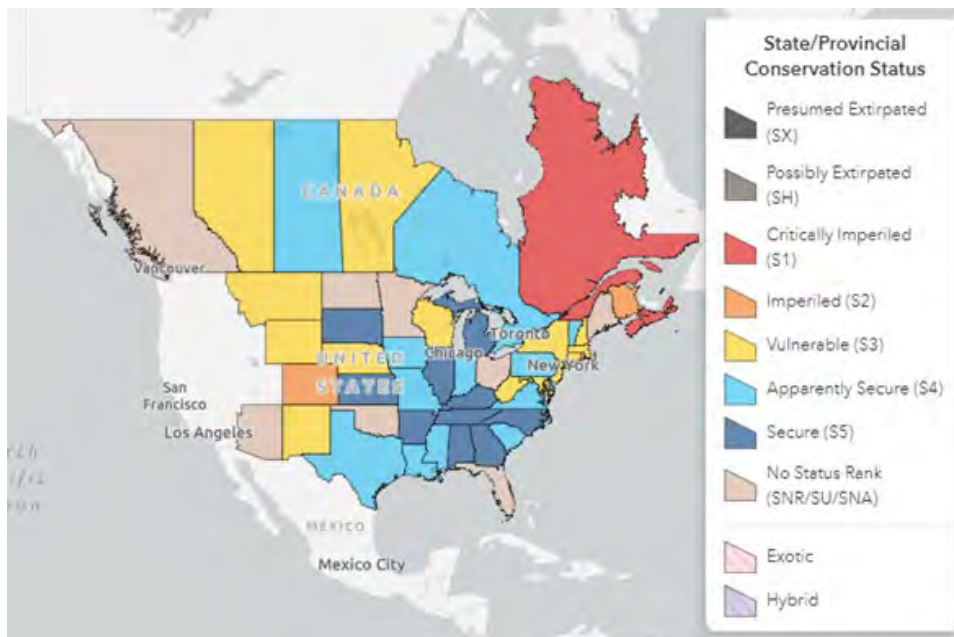 State/Provincial
Conservation Status
Presumed Extirpated
(SX)
Possibly Extirpated
(SH)
Critically Imperiled
(S1)
Imperiled (S2)
Vulnerable (S3)
Apparently Secure (S4)
Secure (S5)
No Status Rank
(SNR/SU/SNA)
Exotic
Hybrid
CANADA
Vancouver
Toronto
UNITED
Chicago
New York
STATES
San
Francisco
Los Angeles
MÉXICO
Mexico City